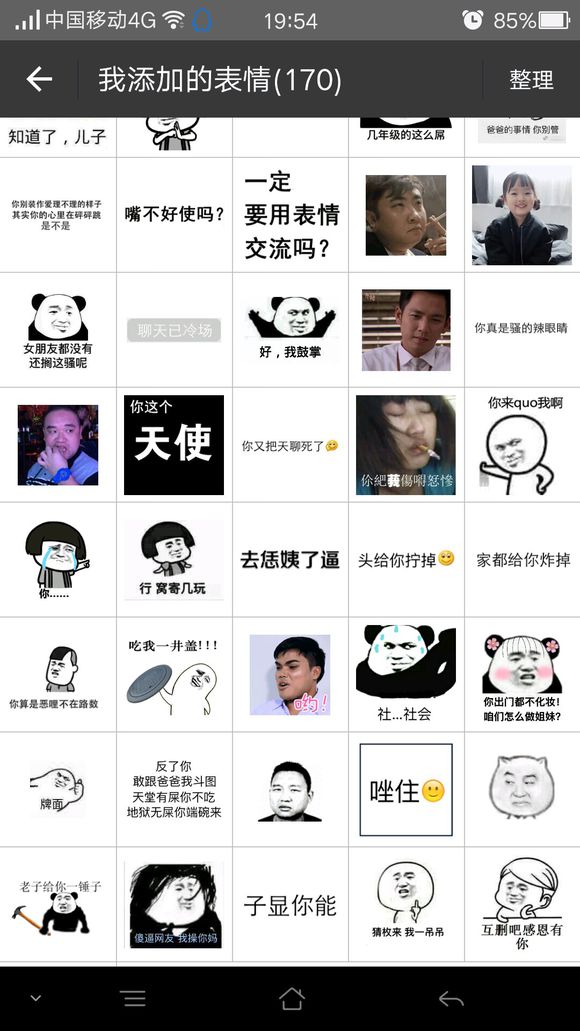 中国移动4G
19:54
85%
我添加的表情(170)
整理
知道了，儿子
几年级的这么屌
爸爸的事情 你别管
你别装作爱理不理的样子
其实你的心里在砰砰跳
是不是
嘴不好使吗？
一定
要用表情
交流吗？
女朋友都没有
还搁这骚呢
聊天已冷场
好，我鼓掌
你真是骚的辣眼睛
你这个
天使
你又把天聊死了
你紦莪傷嘚怼惨
你来quo我啊
你……
行 窝寄几玩
去恁姨了逼
头给你拧掉
家都给你炸掉
你算是恶哩不在路数
吃我一井盖!!!
哟!
社...社会
你出门都不化妆!
咱们怎么做姐妹?
牌面
反了你
敢跟爸爸我斗图
天堂有屎你不吃
地狱无屎你端碗来
唑住
老子给你一锤子
傻逼网友 我操你妈
子显你能
猜枚来 我一吊吊
互删吧感恩有
你